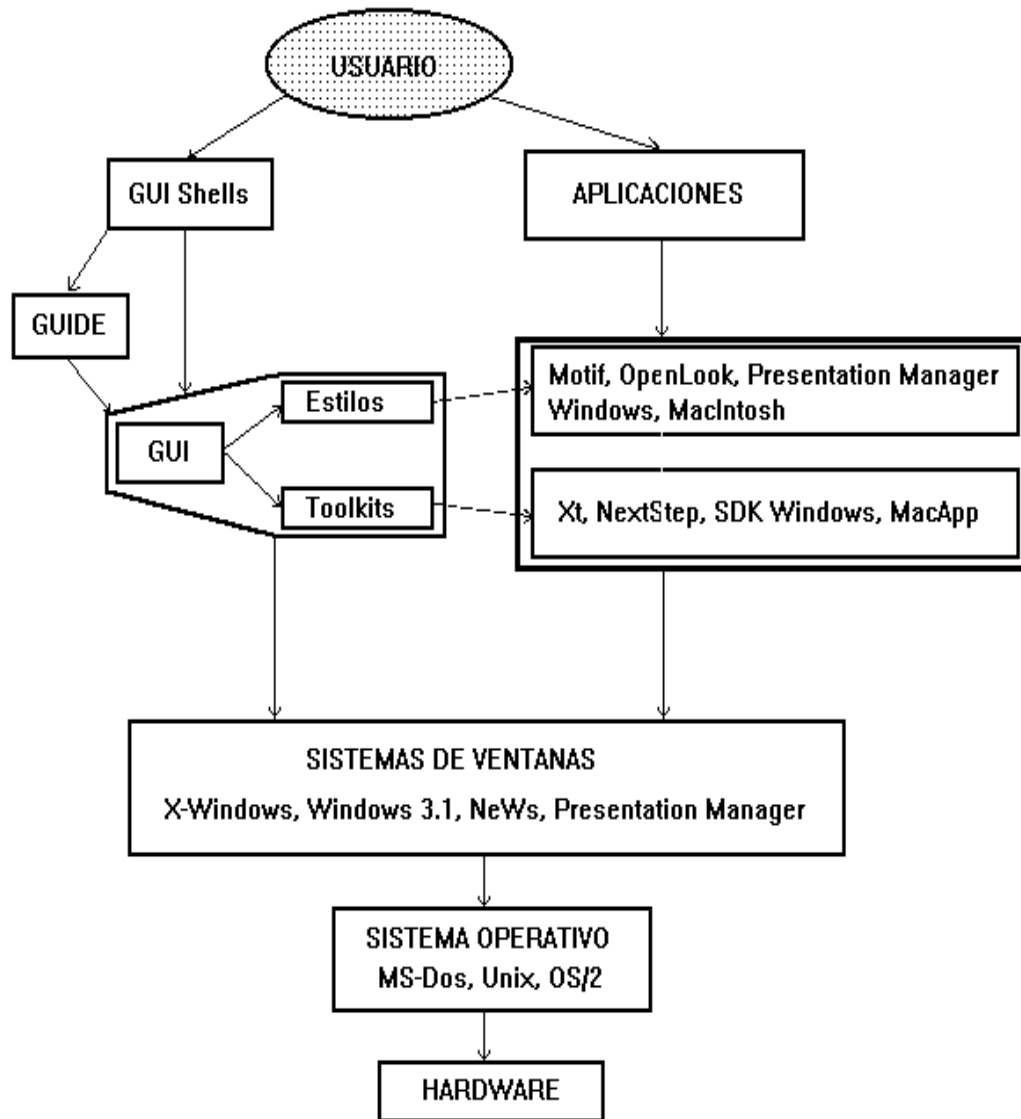 USUARIO
GUI Shells
APLICACIONES
GUIDE
Estilos
Motif, OpenLook, Presentation Manager
Windows, MacIntosh
GUI
Toolkits
Xt, NextStep, SDK Windows, MacApp
SISTEMAS DE VENTANAS
X-Windows, Windows 3.1, NeWs, Presentation Manager
SISTEMA OPERATIVO
MS-Dos, Unix, OS/2
HARDWARE